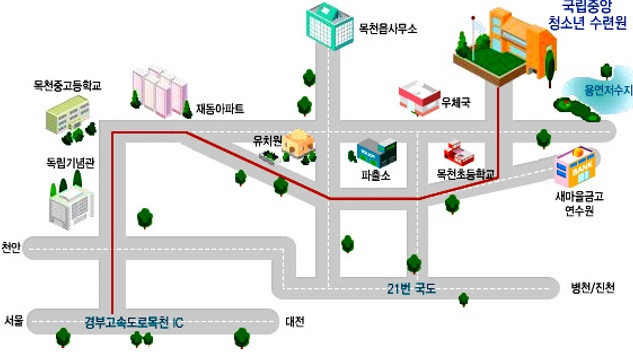 국립중앙
청소년 수련원
목천읍사무소
목천중고등학교
재동아파트
우체국
용연저수지
유치원
독립기념관
파출소
목천초등학교
BANK
새마을금고
연수원
천안
21번 국도
병천/진천
서울
경부고속도로목천 IC
대전